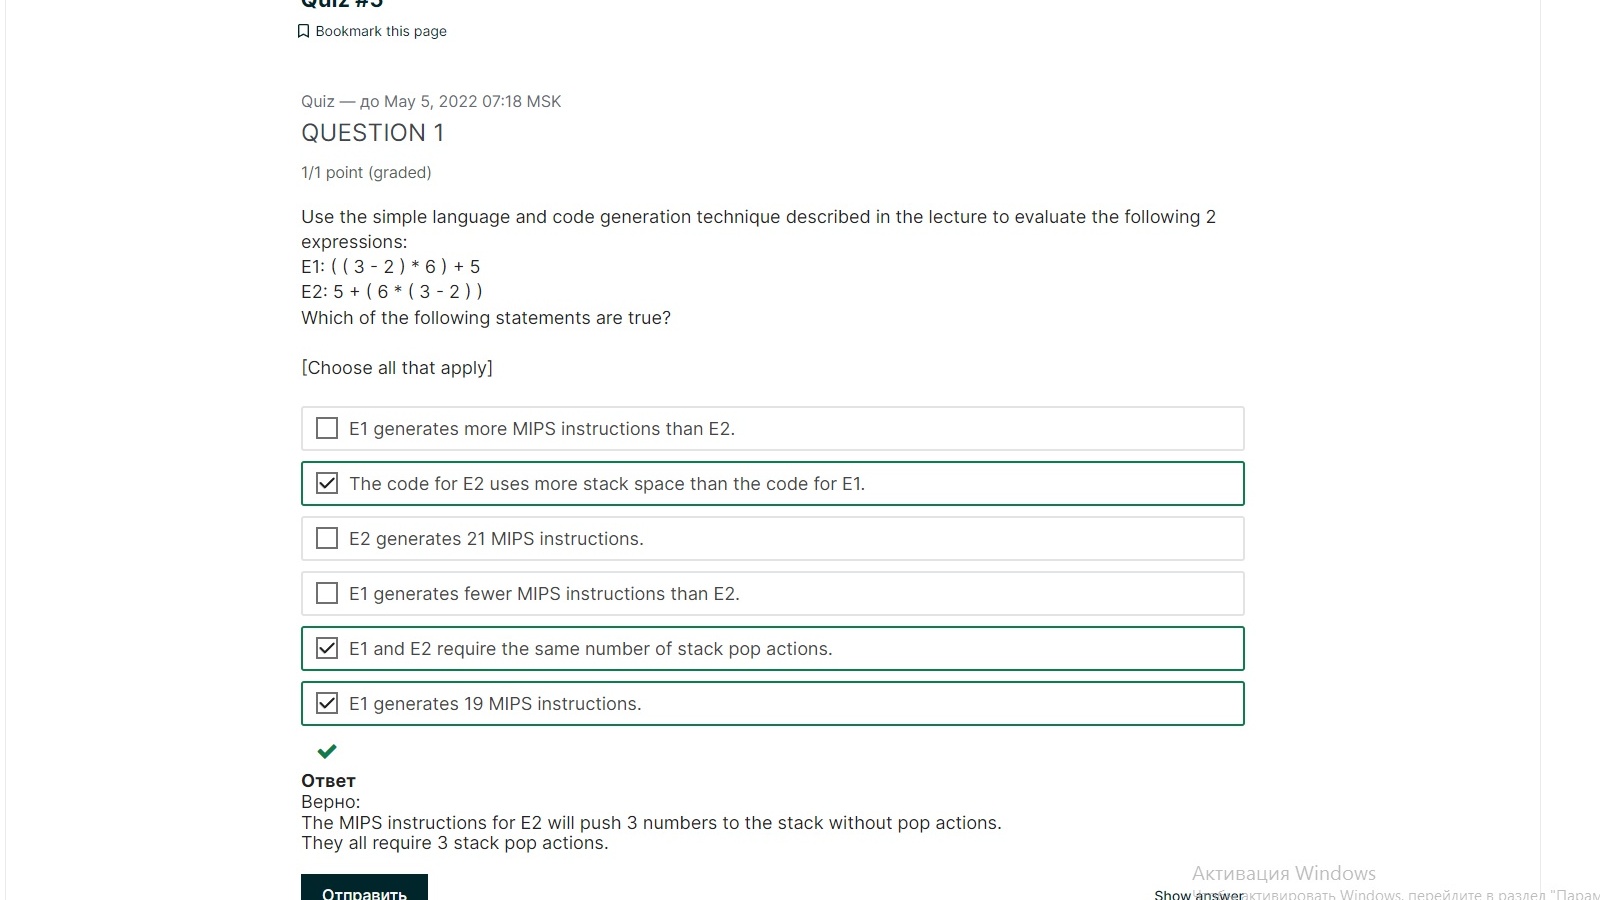 Quiz #5
Bookmark this page
Quiz — до May 5, 2022 07:18 MSK
QUESTION 1
1/1 point (graded)
Use the simple language and code generation technique described in the lecture to evaluate the following 2
expressions:
E1: ( ( 3 - 2 ) * 6 ) + 5
E2: 5 + ( 6 * ( 3 - 2 ) )
Which of the following statements are true?
[Choose all that apply]
E1 generates more MIPS instructions than E2.
The code for E2 uses more stack space than the code for E1.
E2 generates 21 MIPS instructions.
E1 generates fewer MIPS instructions than E2.
E1 and E2 require the same number of stack pop actions.
E1 generates 19 MIPS instructions.
Ответ
Верно:
The MIPS instructions for E2 will push 3 numbers to the stack without pop actions.
They all require 3 stack pop actions.
Активация Windows
Отправить
Show answer
активировать Windows, перейдите в раздел "Парам